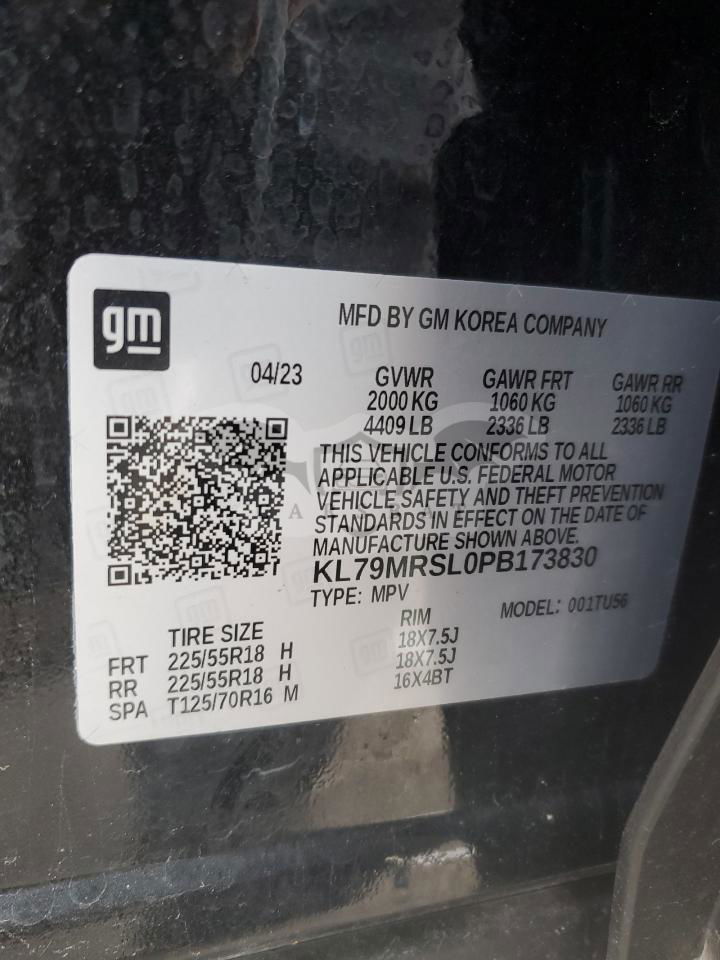 gm
MFD BY GM KOREA COMPANY
04/23 GVWR GAWR FRT GAWR RR
2000 KG 1060 KG 1060 KG
4409 LB 2336 LB 2336 LB
THIS VEHICLE CONFORMS TO ALL
APPLICABLE U.S. FEDERAL MOTOR
VEHICLE SAFETY AND THEFT PREVENTION
STANDARDS IN EFFECT ON THE DATE OF
MANUFACTURE SHOWN ABOVE.
KL79MRSL0PB173830
TYPE: MPV MODEL: 001TU56
TIRE SIZE RIM
FRT 225/55R18 H 18X7.5J
RR 225/55R18 H 18X7.5J
SPA T125/70R16 M 16X4BT